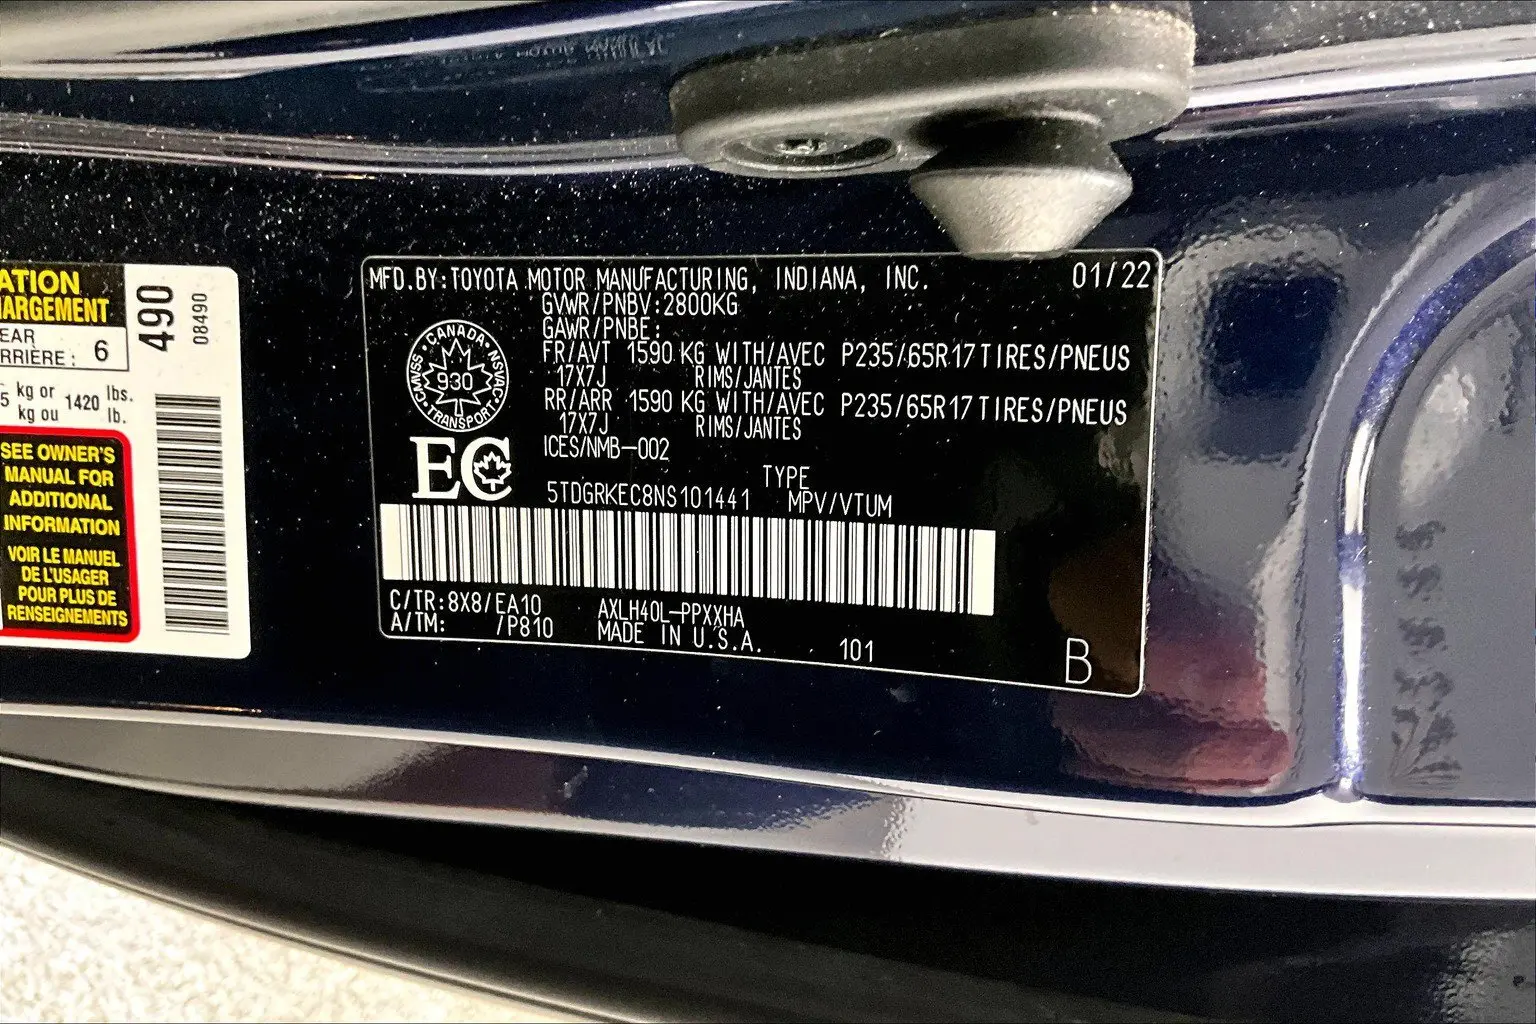 ATION
HARGEMENT
EAR
RRIÈRE : 6
5 kg or 1420 lbs.
kg ou lb.
SEE OWNER'S
MANUAL FOR
ADDITIONAL
INFORMATION
VOIR LE MANUEL
DE L'USAGER
POUR PLUS DE
RENSEIGNEMENTS
490
08490
MFD.BY:TOYOTA MOTOR MANUFACTURING, INDIANA, INC. 01/22
GVWR/PNBV:2800KG
GAWR/PNBE:
FR/AVT 1590 KG WITH/AVEC P235/65R17 TIRES/PNEUS
17X7J RIMS/JANTES
RR/ARR 1590 KG WITH/AVEC P235/65R17 TIRES/PNEUS
17X7J RIMS/JANTES
ICES/NMB-002
CANADA · NSVAC · TRANSPORT · CMVSS
930
EC
TYPE
5TDGRKEC8NS101441 MPV/VTUM
C/TR:8X8/EA10 AXLH40L-PPXXHA
A/TM: /P810 MADE IN U.S.A. 101 B